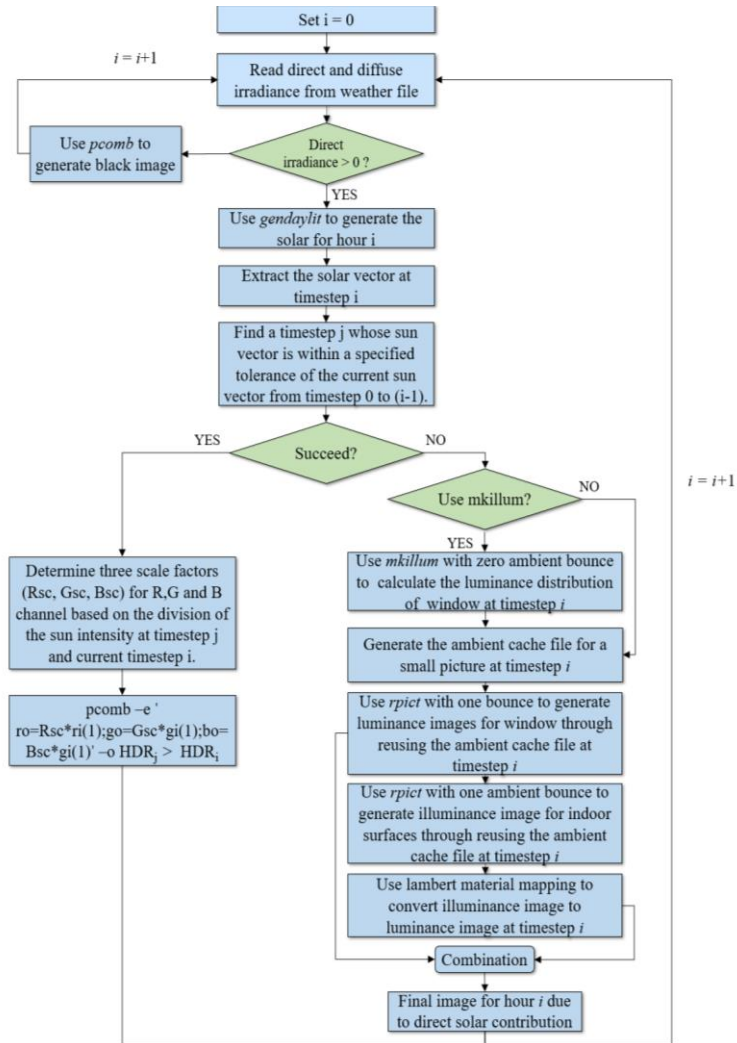 Set i = 0
i = i+1
Read direct and diffuse
irradiance from weather file
Use pcomb to
generate black image
Direct
irradiance > 0 ?
YES
Use gendaylit to generate the
solar for hour i
Extract the solar vector at
timestep i
Find a timestep j whose sun
vector is within a specified
tolerance of the current sun
vector from timestep 0 to (i-1).
YES
Succeed?
NO
Use mkillum?
NO
i = i+1
YES
Determine three scale factors
(Rsc, Gsc, Bsc) for R,G and B
channel based on the division of
the sun intensity at timestep j
and current timestep i.
pcomb –e '
ro=Rsc*ri(1);go=Gsc*gi(1);bo=
Bsc*gi(1)' –o HDRj > HDRi
Use mkillum with zero ambient bounce
to calculate the luminance distribution
of window at timestep i
Generate the ambient cache file for a
small picture at timestep i
Use rpict with one bounce to generate
luminance images for window through
reusing the ambient cache file at
timestep i
Use rpict with one ambient bounce to
generate illuminance image for indoor
surfaces through reusing the ambient
cache file at timestep i
Use lambert material mapping to
convert illuminance image to
luminance image at timestep i
Combination
Final image for hour i due
to direct solar contribution